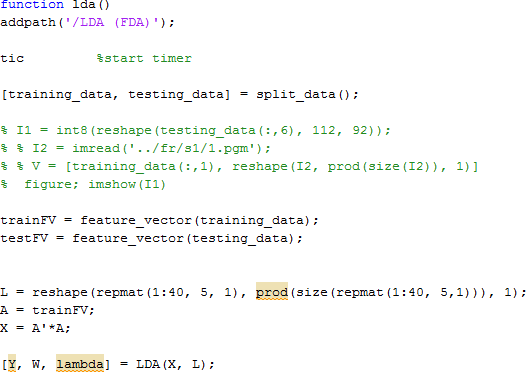 function lda()
addpath('/LDA (FDA)');
tic %start timer
[training_data, testing_data] = split_data();
% I1 = int8(reshape(testing_data(:,6), 112, 92));
% % I2 = imread('../fr/s1/1.pgm');
% % V = [training_data(:,1), reshape(I2, prod(size(I2)), 1)]
% figure; imshow(I1)
trainFV = feature_vector(training_data);
testFV = feature_vector(testing_data);
L = reshape(repmat(1:40, 5, 1), prod(size(repmat(1:40, 5,1))), 1);
A = trainFV;
X = A'*A;
[Y, W, lambda] = LDA(X, L);